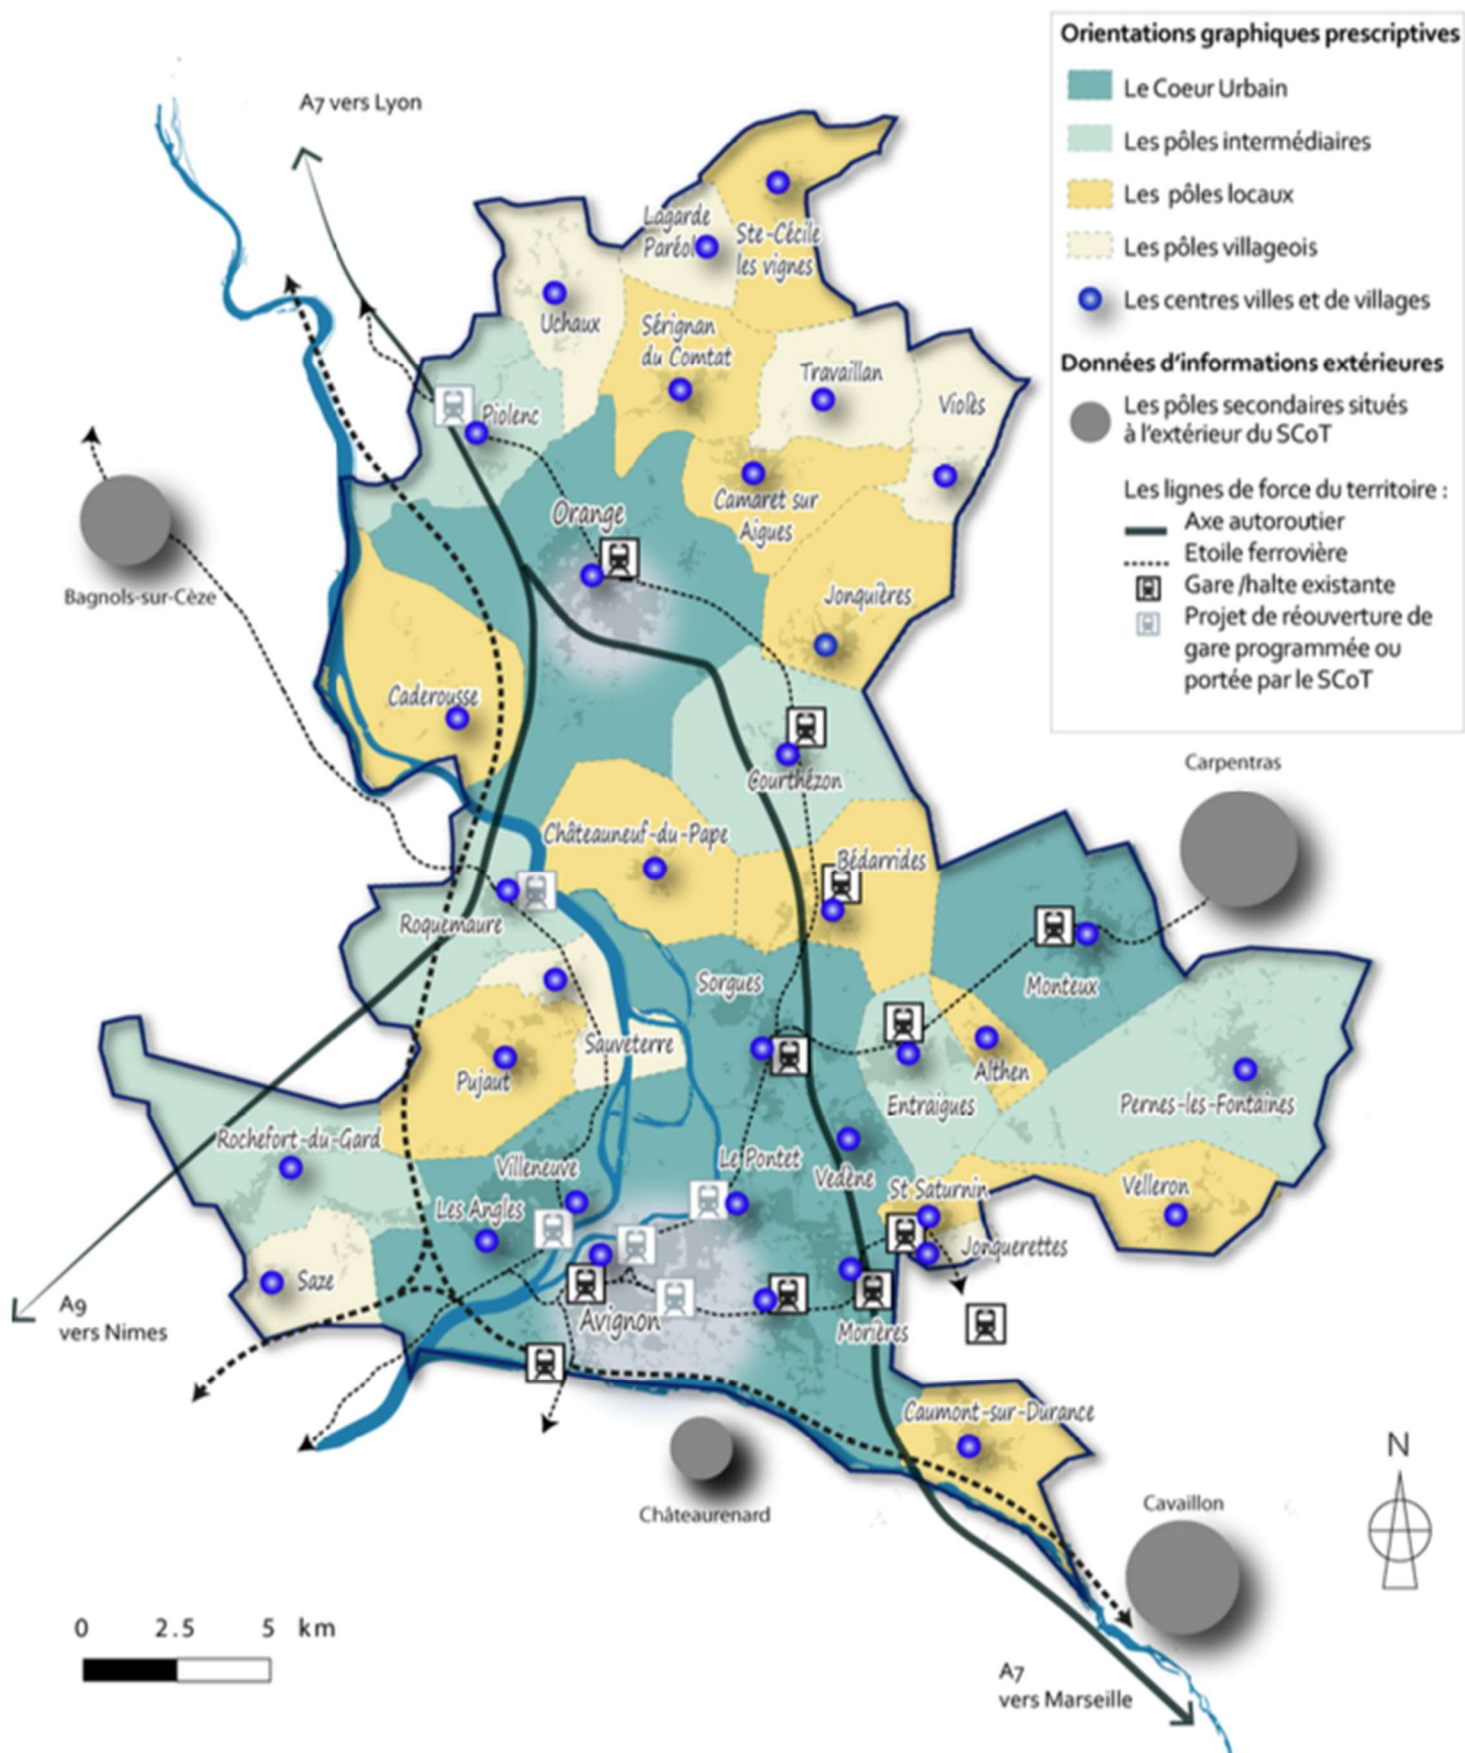 Orientations graphiques prescriptives
Le Coeur Urbain
Les pôles intermédiaires
Les pôles locaux
Les pôles villageois
Les centres villes et de villages
Données d'informations extérieures
Les pôles secondaires situés
à l'extérieur du SCoT
Les lignes de force du territoire :
Axe autoroutier
Etoile ferrovière
Gare /halte existante
Projet de réouverture de
gare programmée ou
portée par le SCoT
A7 vers Lyon
Lagarde
Paréol
Ste-Cécile
les vignes
Uchaux
Sérignan
du Comtat
Travaillan
Violès
Piolenc
Camaret sur
Aigues
Orange
Bagnols-sur-Cèze
Jonquières
Caderousse
Courthézon
Carpentras
Châteauneuf-du-Pape
Bédarrides
Roquemaure
Sorgues
Monteux
Sauveterre
Pujaut
Althen
Entraigues
Pernes-les-Fontaines
Rochefort-du-Gard
Villeneuve
Le Pontet
Vedène
St Saturnin
Velleron
Les Angles
Jonquerettes
Saze
A9
vers Nimes
Avignon
Morières
Caumont-sur-Durance
N
Châteaurenard
Cavaillon
0 2.5 5 km
A7
vers Marseille